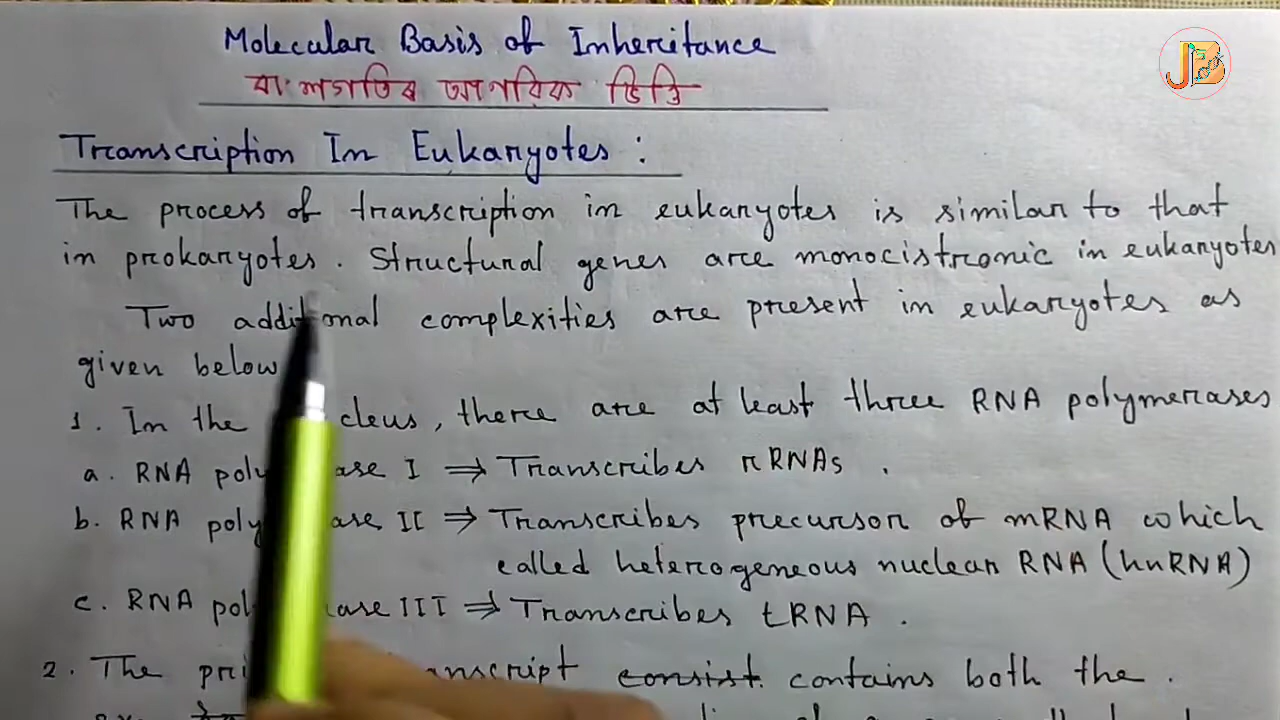 Molecular Basis of Inheritance
বংশগতির আণবিক ভিত্তি
Transcription In Eukaryotes :
The process of transcription in eukaryotes is similar to that
in prokaryotes. Structural genes are monocistronic in eukaryotes
Two additional complexities are present in eukaryotes as
given below
1. In the cleus, there are at least three RNA polymerases
a. RNA poly ase I ⇒ Transcribes rRNAs .
b. RNA poly ase II ⇒ Transcribes precursor of mRNA which
called heterogeneous nuclear RNA (hnRNA)
c. RNA pol ase III ⇒ Transcribes tRNA .
2. The pri nscript consist. contains both the .